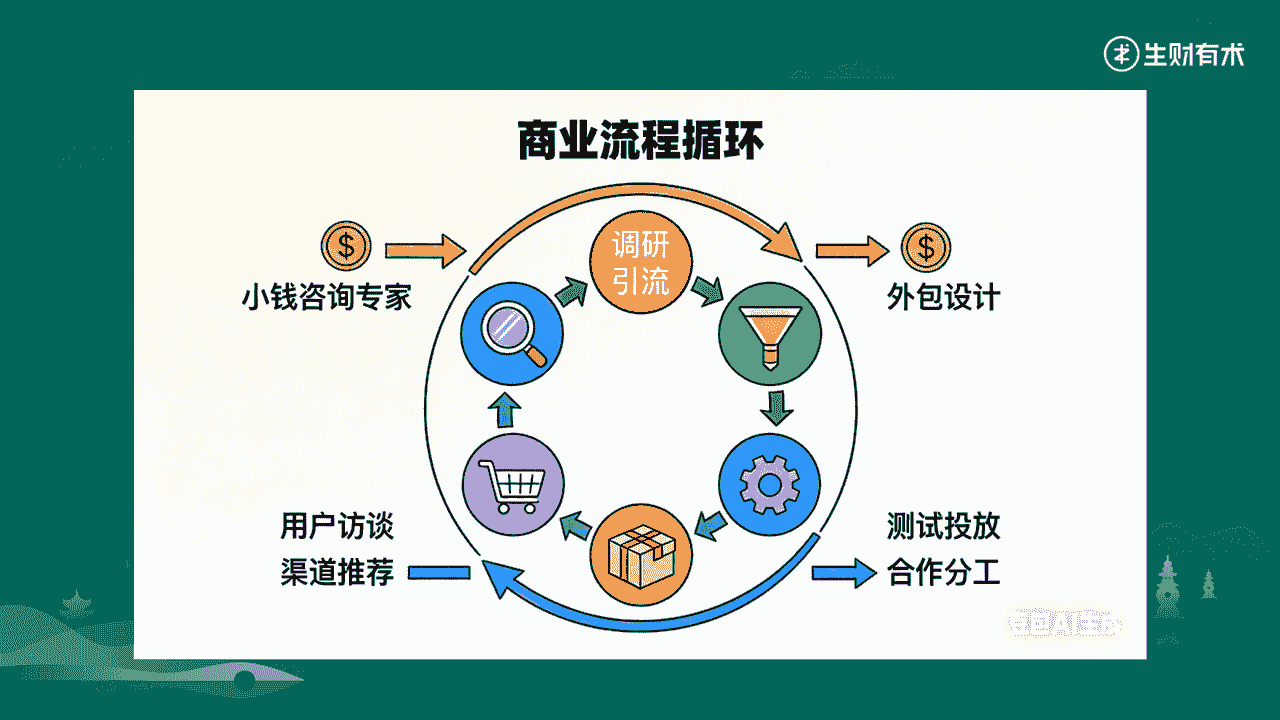 生财有术
商业流程循环
调研
引流
$
小钱咨询专家
$
外包设计
用户访谈
渠道推荐
测试投放
合作分工